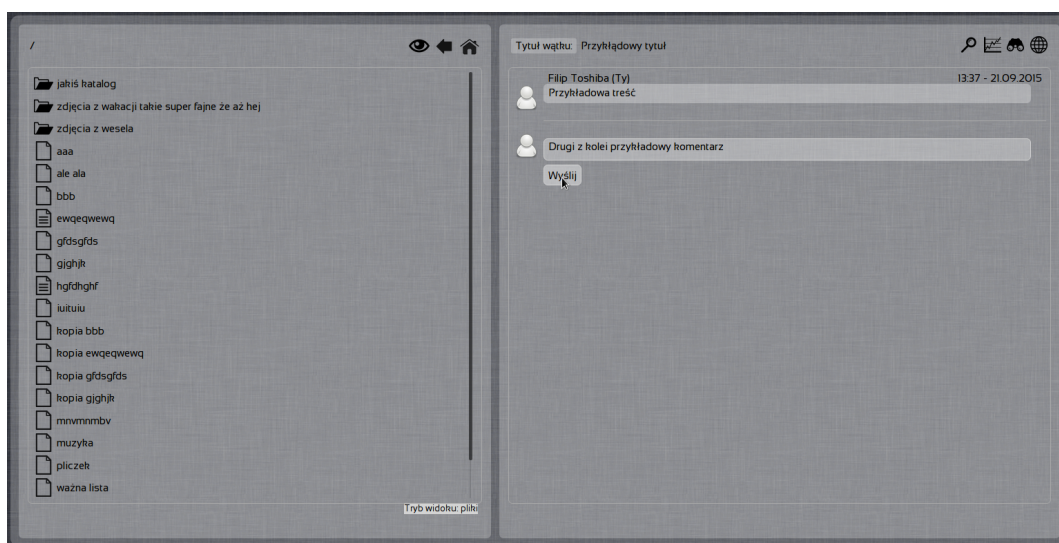 /
jakiś katalog
zdjęcia z wakacji takie super fajne że aż hej
zdjęcia z wesela
aaa
ale ala
bbb
ewqeqwewq
gfdsgfds
gjghjk
hgfdhghf
iuituiu
kopia bbb
kopia ewqeqwewq
kopia gfdsgfds
kopia gjghjk
mnvmnmbv
muzyka
pliczek
ważna lista
Tryb widoku: pliki
Tytuł wątku: Przykłądowy tytuł
Filip Toshiba (Ty) 13:37 - 21.09.2015
Przykładowa treść
Drugi z kolei przykładowy komentarz
Wyślij